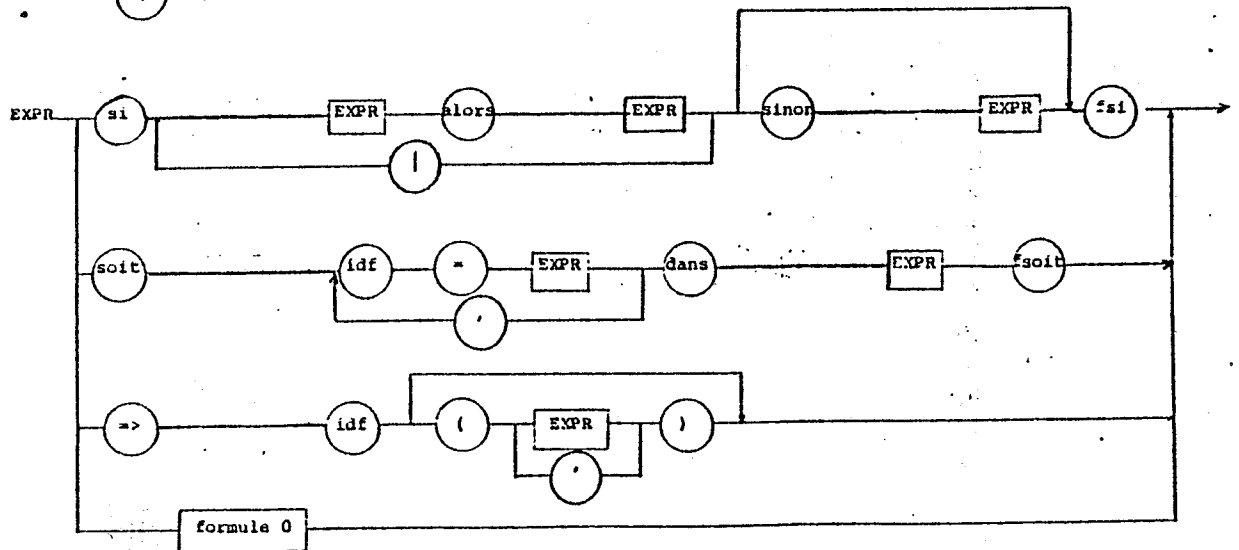 EXPR si EXPR alors EXPR sinon EXPR fsi
|
soit idf = EXPR dans EXPR fsoit
,
=> idf ( EXPR )
,
formule 0